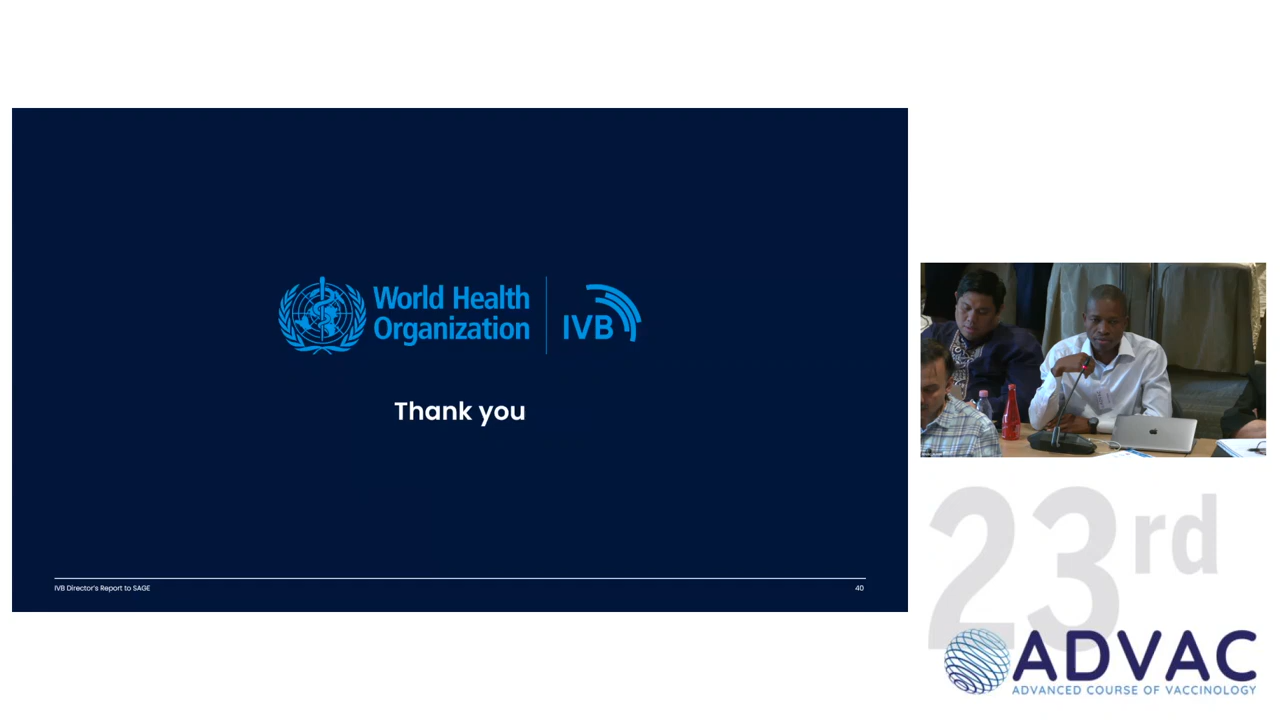 World Health
Organization
IVB
Thank you
IVB Director's Report to SAGE
40
23rd
ADVAC
ADVANCED COURSE OF VACCINOLOGY